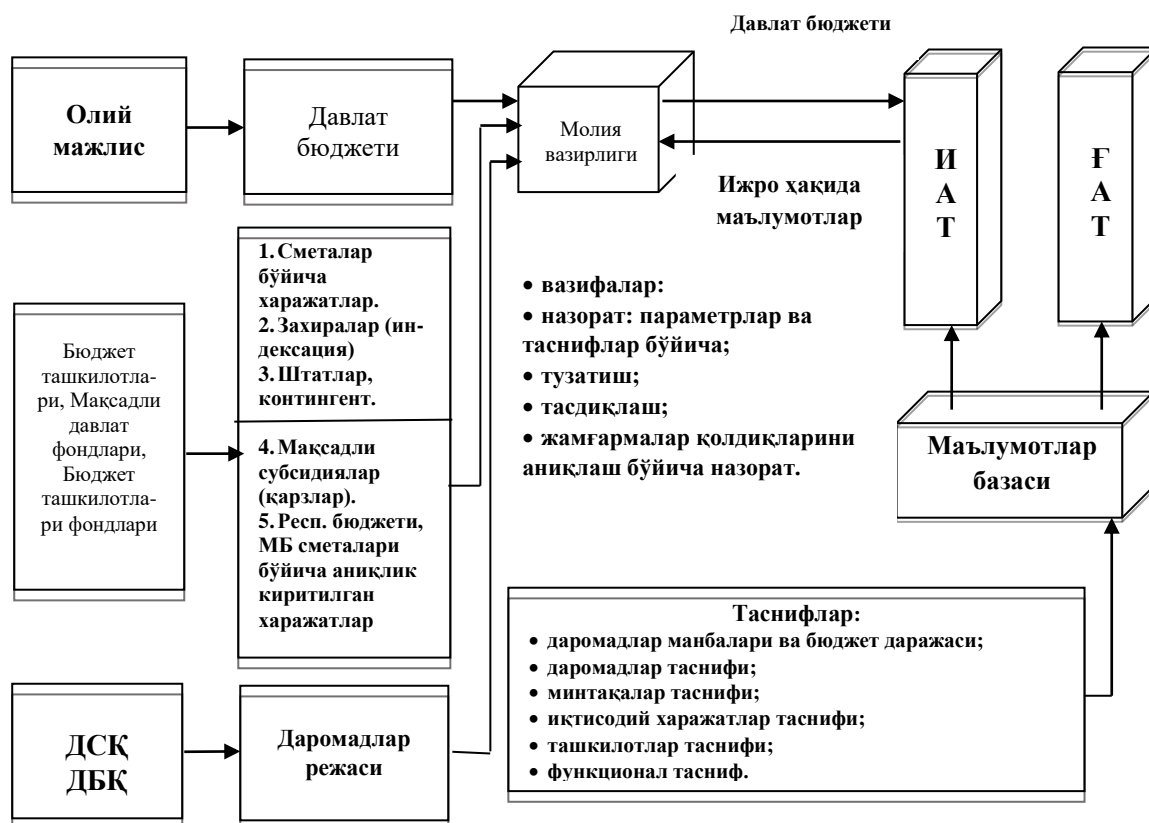 Давлат бюджети
Олий
мажлис
Давлат
бюджети
Молия
вазирлиги
И
А
Т
Ғ
А
Т
Ижро ҳақида
маълумотлар
Бюджет
ташкилотла-
ри, Мақсадли
давлат
фондлари,
Бюджет
ташкилотла-
ри фондлари
1. Сметалар
бўйича
харажатлар.
2. Захиралар (ин-
дексация)
3. Штатлар,
контингент.
4. Мақсадли
субсидиялар
(қарзлар).
5. Респ. бюджети,
МБ сметалари
бўйича аниқлик
киритилган
харажатлар
• вазифалар:
• назорат: параметрлар ва
таснифлар бўйича;
• тузатиш;
• тасдиқлаш;
• жамғармалар қолдиқларини
аниқлаш бўйича назорат.
Маълумотлар
базаси
Таснифлар:
• даромадлар манбалари ва бюджет даражаси;
• даромадлар таснифи;
• минтақалар таснифи;
• иқтисодий харажатлар таснифи;
• ташкилотлар таснифи;
• функционал тасниф.
ДСҚ
ДБҚ
Даромадлар
режаси